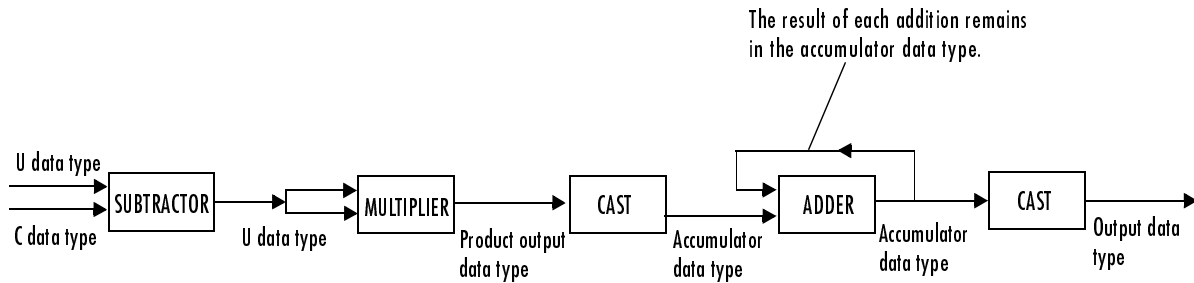 The result of each addition remains
in the accumulator data type.
U data type
C data type
SUBTRACTOR
U data type
MULTIPLIER
Product output
data type
CAST
Accumulator
data type
ADDER
Accumulator
data type
CAST
Output data
type